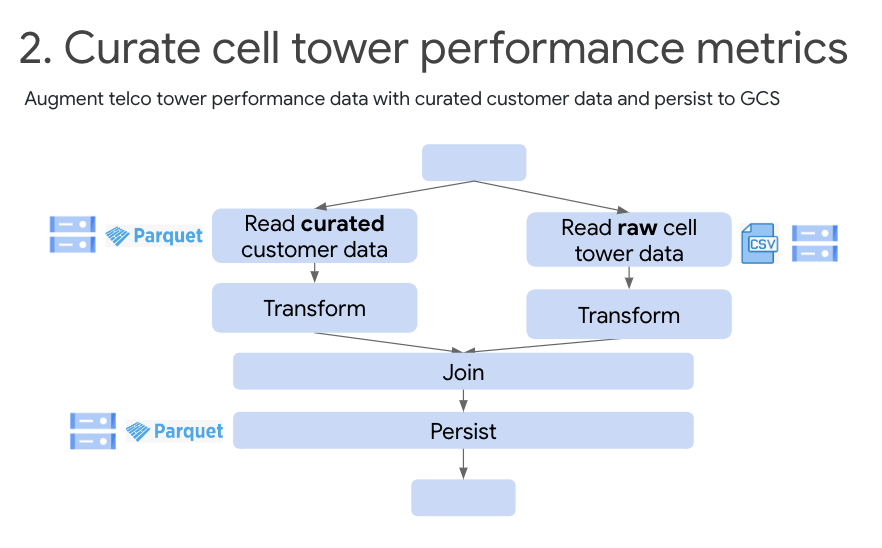 2. Curate cell tower performance metrics
Augment telco tower performance data with curated customer data and persist to GCS
Parquet
Read curated
customer data
Read raw cell
tower data
CSV
Transform
Transform
Join
Parquet
Persist